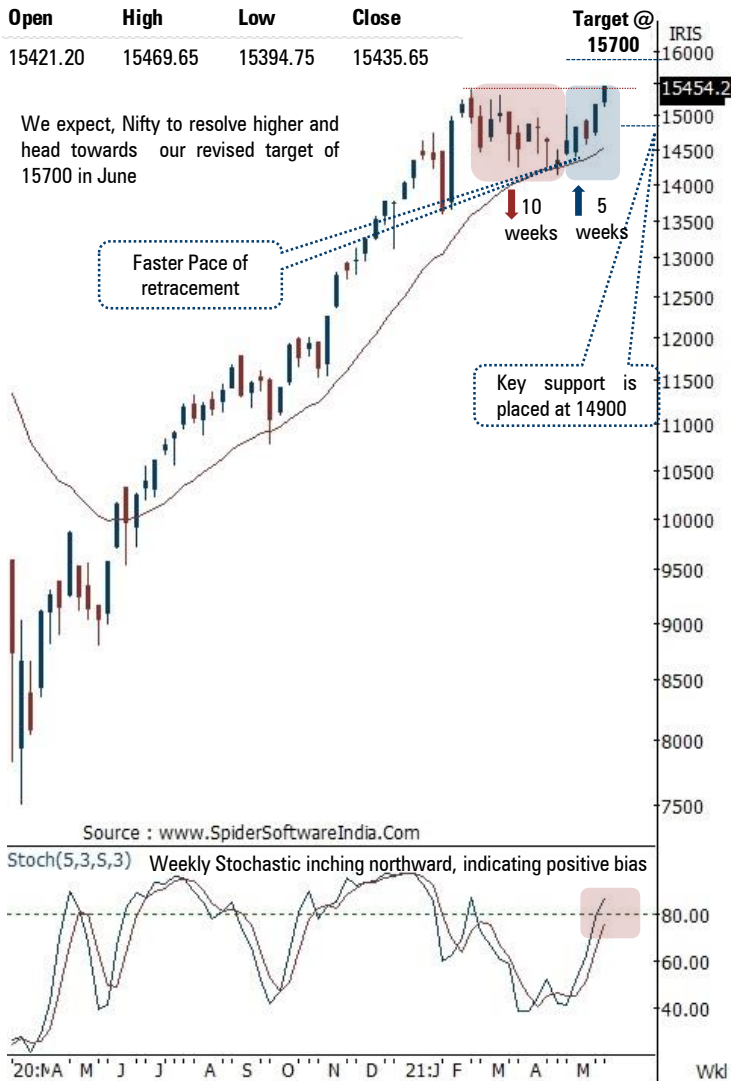 Open High Low Close
15421.20 15469.65 15394.75 15435.65
Target @
15700
IRIS
16000
15454.2
15000
14500
14000
13500
13000
12500
12000
11500
11000
10500
10000
9500
9000
8500
8000
7500
We expect, Nifty to resolve higher and
head towards our revised target of
15700 in June
10
weeks
5
weeks
Faster Pace of
retracement
Key support is
placed at 14900
Source : www.SpiderSoftwareIndia.Com
Stoch(5,3,S,3) Weekly Stochastic inching northward, indicating positive bias
80.00
60.00
40.00
20: A M J J A S O N D 21:J F M A M Wkl